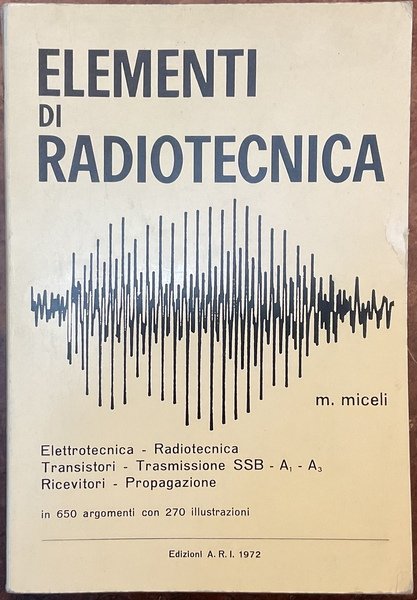 ELEMENTI
DI
RADIOTECNICA
m. miceli
Elettrotecnica - Radiotecnica
Transistori - Trasmissione SSB - A₁ - A₃
Ricevitori - Propagazione
in 650 argomenti con 270 illustrazioni
Edizioni A. R. I. 1972